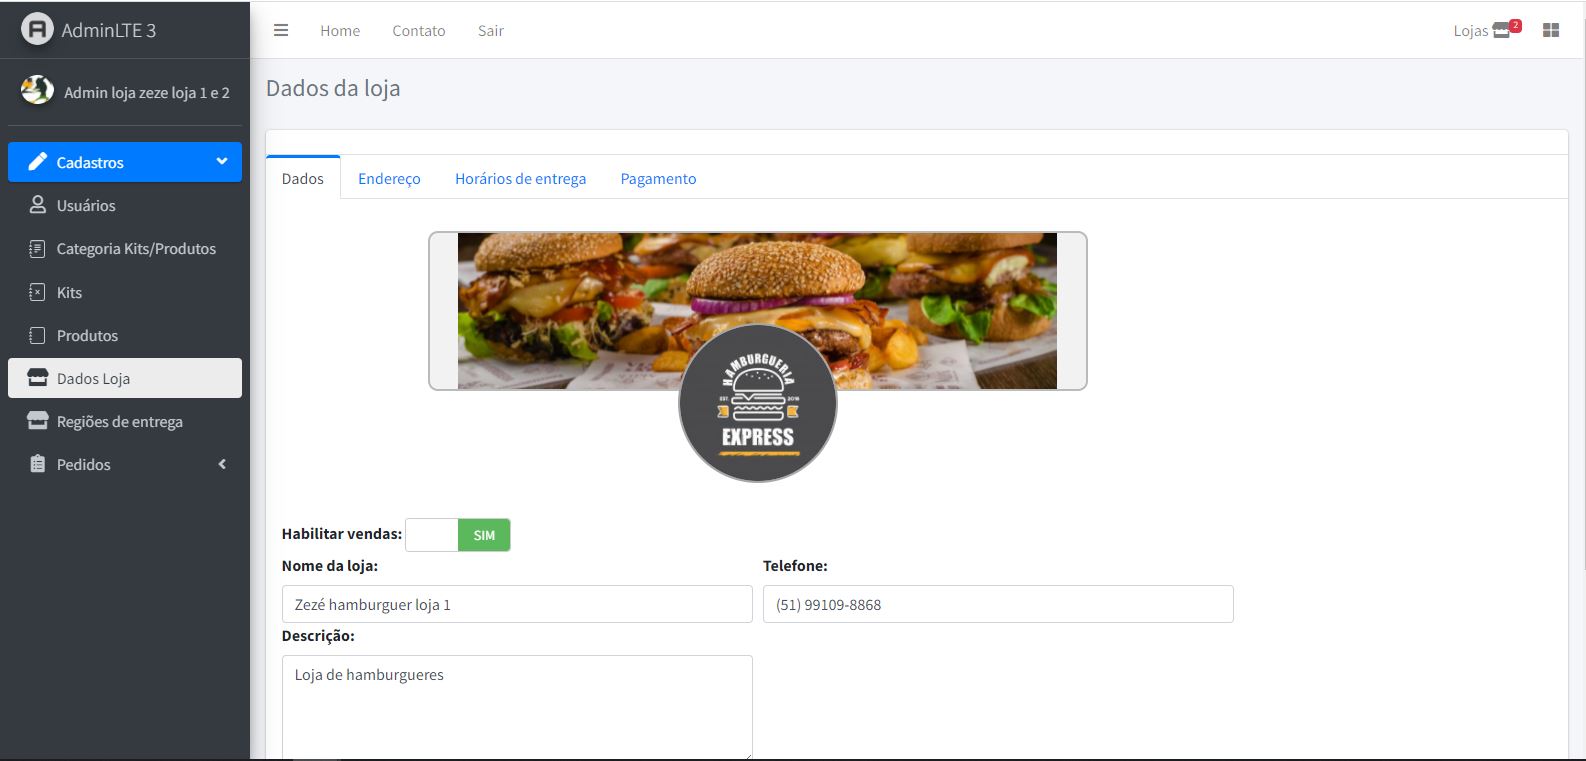 AdminLTE 3
Home
Contato
Sair
Lojas
2
Admin loja zeze loja 1 e 2
Cadastros
Usuários
Categoria Kits/Produtos
Kits
Produtos
Dados Loja
Regiões de entrega
Pedidos
Dados da loja
Dados
Endereço
Horários de entrega
Pagamento
HAMBURGUERIA
EST. 2016
EXPRESS
Habilitar vendas:
SIM
Nome da loja:
Telefone:
Zezé hamburguer loja 1
(51) 99109-8868
Descrição:
Loja de hamburgueres